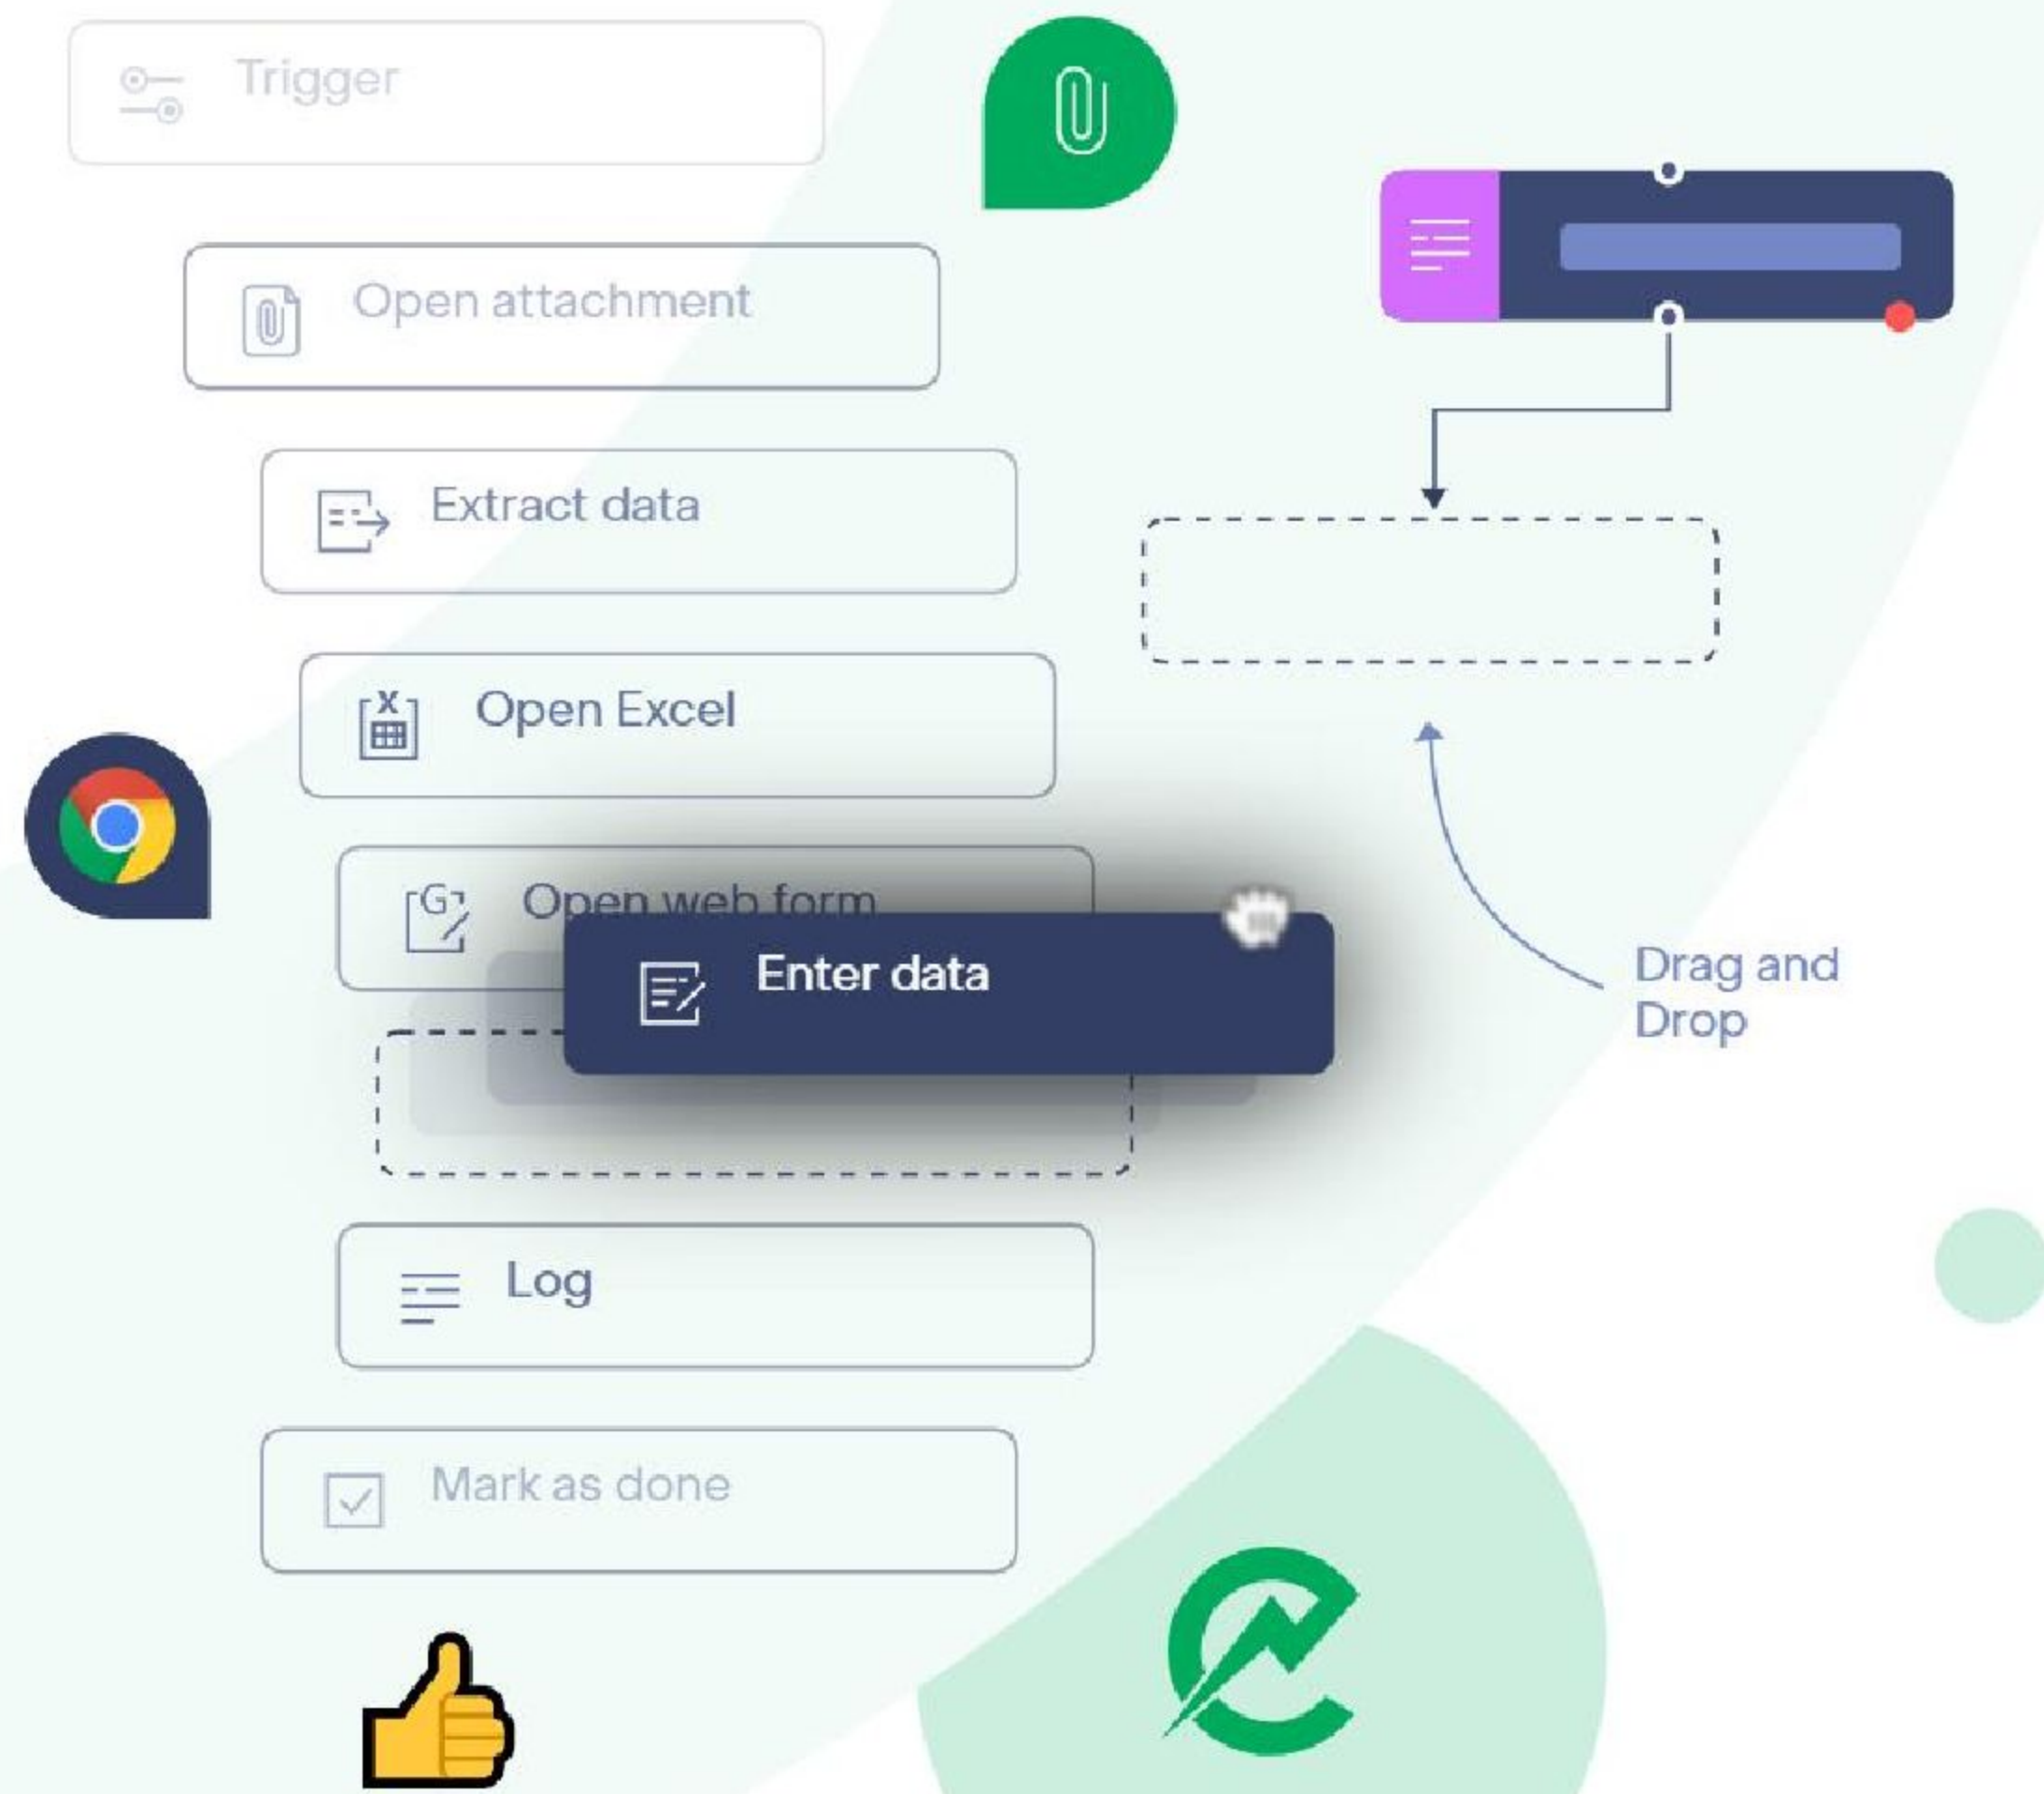 Trigger
Open attachment
Extract data
Open Excel
Open web form
Enter data
Log
Mark as done
Drag and
Drop